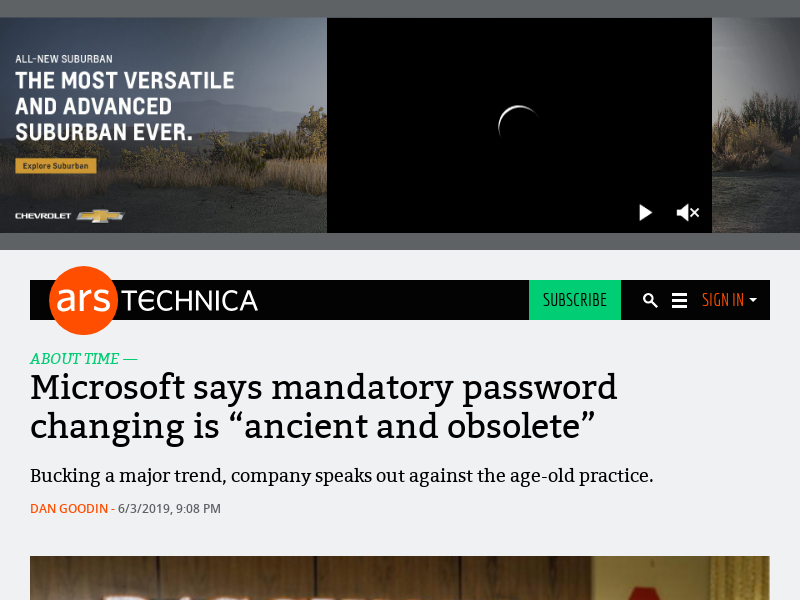 ALL-NEW SUBURBAN
THE MOST VERSATILE
AND ADVANCED
SUBURBAN EVER.
Explore Suburban
CHEVROLET
ars TECHNICA
SUBSCRIBE
SIGN IN
ABOUT TIME —
Microsoft says mandatory password
changing is “ancient and obsolete”
Bucking a major trend, company speaks out against the age-old practice.
DAN GOODIN - 6/3/2019, 9:08 PM